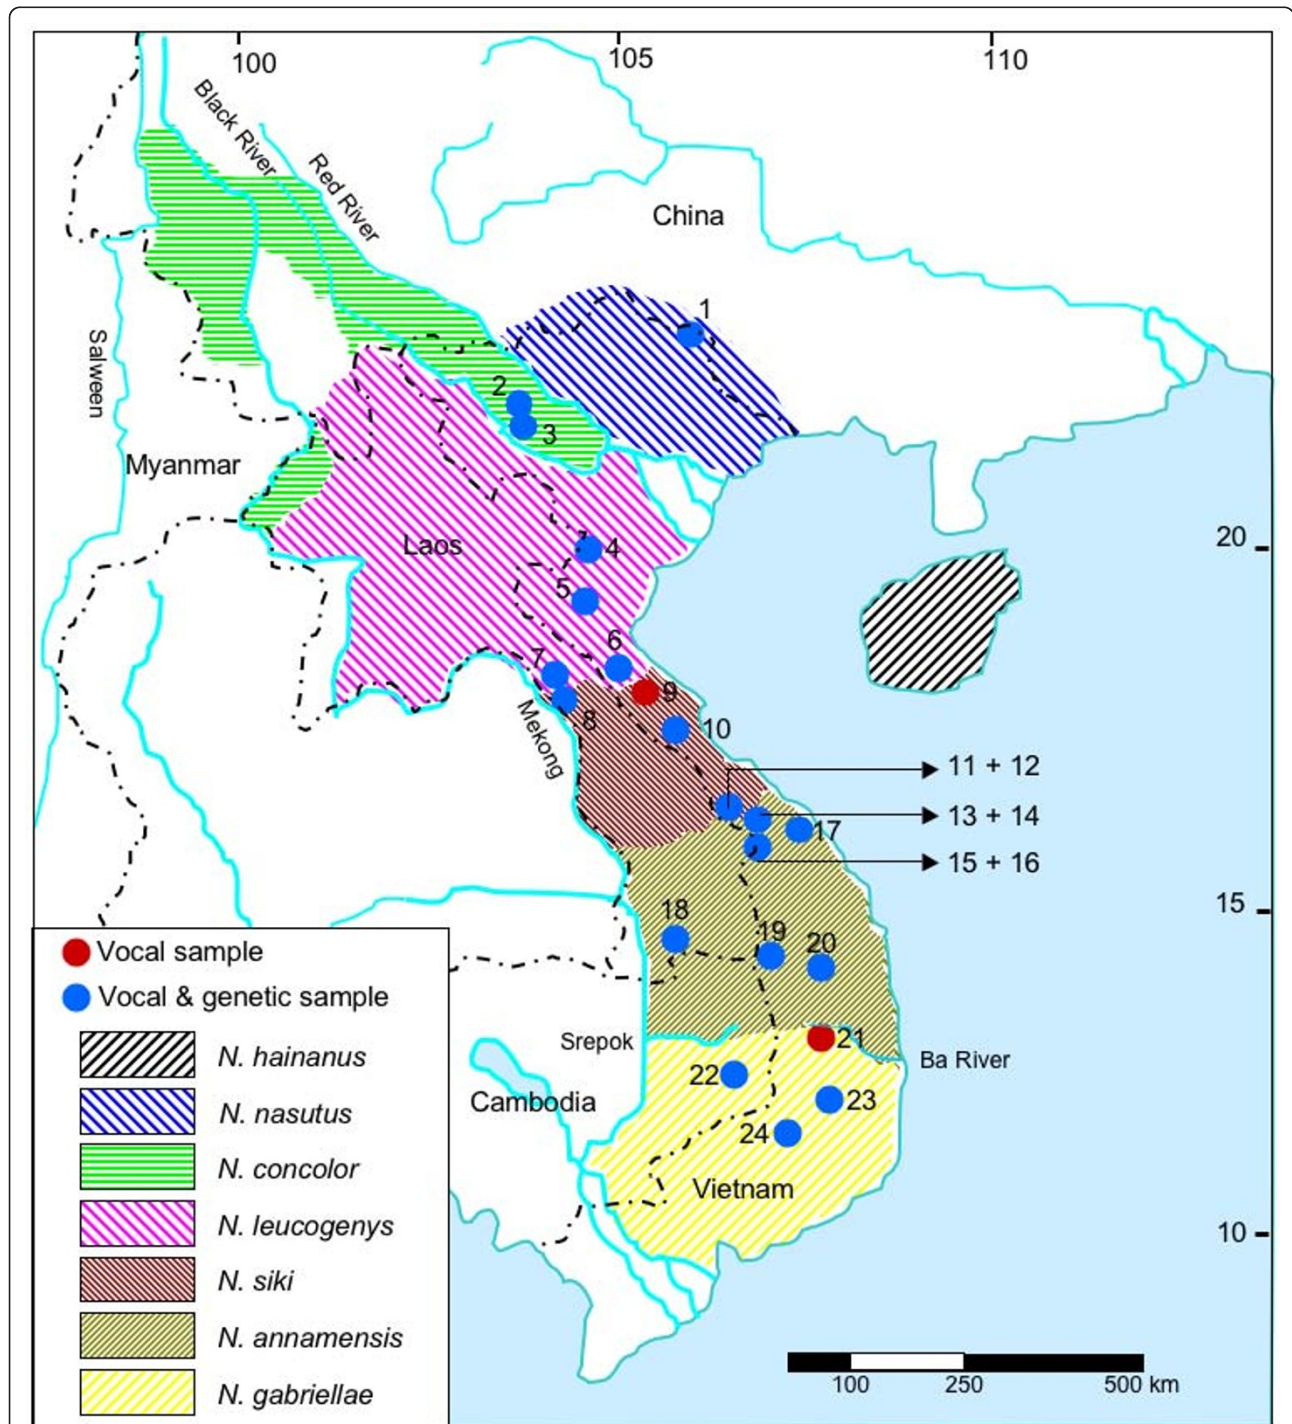 100
105
110
Black River
Red River
China
1
Salween
2
3
Myanmar
Laos
4
20
5
6
7
9
8
Mekong
10
11 + 12
13 + 14
17
15 + 16
15
18
19
20
Vocal sample
Vocal & genetic sample
Srepok
21
Ba River
22
Cambodia
23
24
Vietnam
10
N. hainanus
N. nasutus
N. concolor
N. leucogenys
N. siki
N. annamensis
N. gabriellae
100 250 500 km